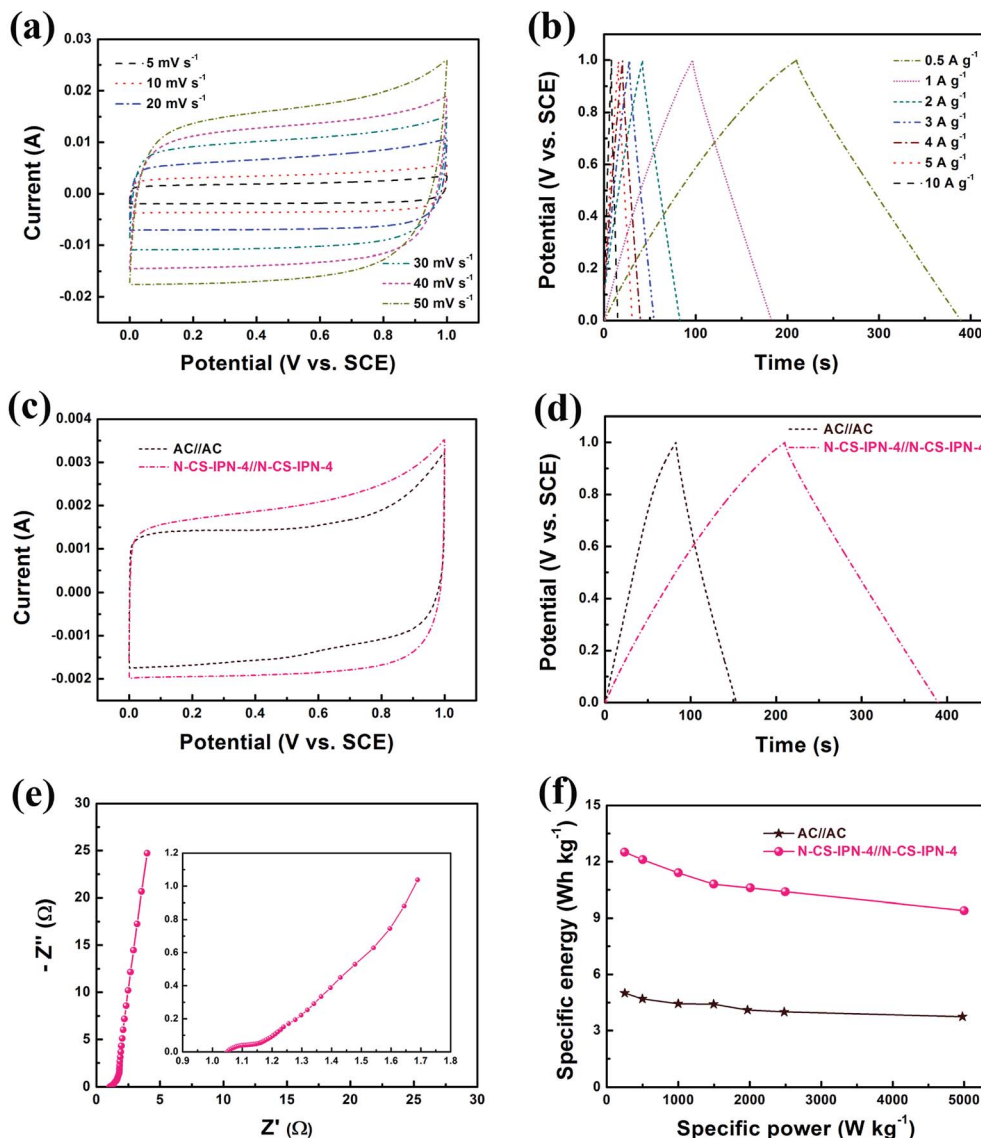 (a)
0.03
0.02
0.01
0.00
-0.01
-0.02
0.0 0.2 0.4 0.6 0.8 1.0
Current (A)
Potential (V vs. SCE)
5 mV s⁻¹
10 mV s⁻¹
20 mV s⁻¹
30 mV s⁻¹
40 mV s⁻¹
50 mV s⁻¹
(b)
1.0
0.8
0.6
0.4
0.2
0.0
0 100 200 300 400
Potential (V vs. SCE)
Time (s)
0.5 A g⁻¹
1 A g⁻¹
2 A g⁻¹
3 A g⁻¹
4 A g⁻¹
5 A g⁻¹
10 A g⁻¹
(c)
0.004
0.003
0.002
0.001
0.000
-0.001
-0.002
0.0 0.2 0.4 0.6 0.8 1.0
Current (A)
Potential (V vs. SCE)
AC//AC
N-CS-IPN-4//N-CS-IPN-4
(d)
1.0
0.8
0.6
0.4
0.2
0.0
0 100 200 300 400
Potential (V vs. SCE)
Time (s)
AC//AC
N-CS-IPN-4//N-CS-IPN-4
(e)
30
25
20
15
10
5
0
0 5 10 15 20 25 30
- Z'' (Ω)
Z' (Ω)
1.2
1.0
0.8
0.6
0.4
0.2
0.0
0.9 1.0 1.1 1.2 1.3 1.4 1.5 1.6 1.7 1.8
(f)
15
12
9
6
3
0
0 1000 2000 3000 4000 5000
Specific energy (Wh kg⁻¹)
Specific power (W kg⁻¹)
AC//AC
N-CS-IPN-4//N-CS-IPN-4